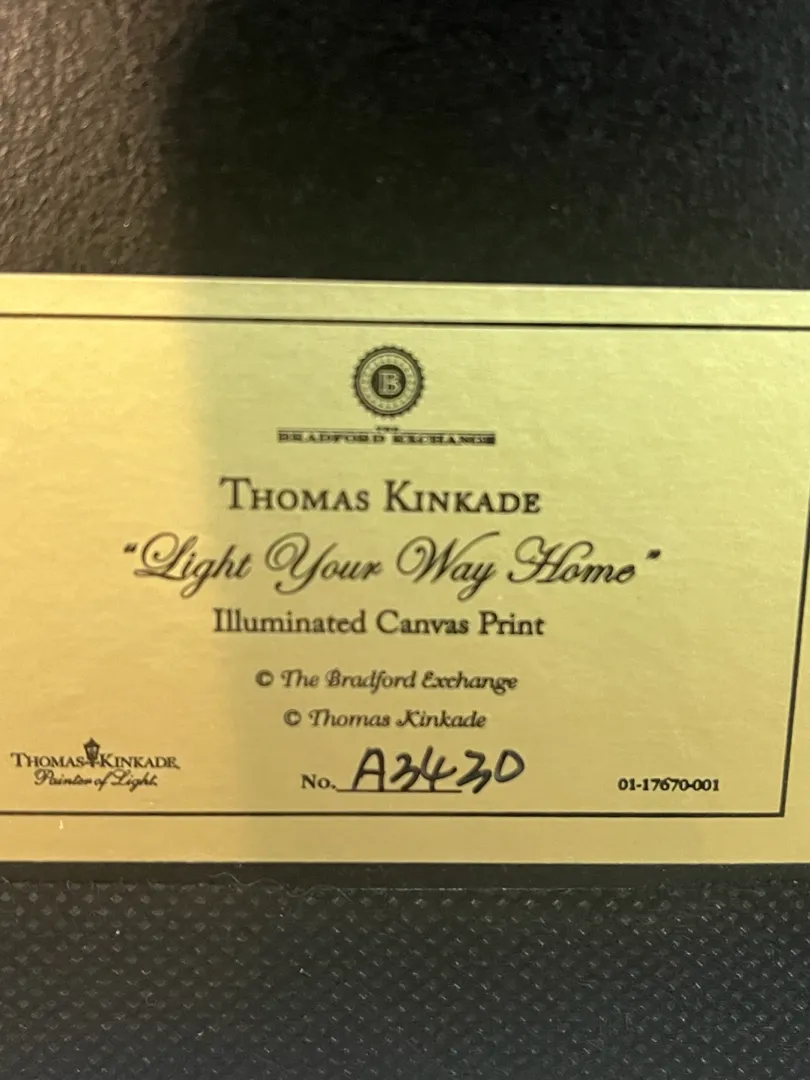 B
THE
BRADFORD EXCHANGE
THOMAS KINKADE
"Light Your Way Home"
Illuminated Canvas Print
© The Bradford Exchange
© Thomas Kinkade
THOMAS KINKADE
Painter of Light
No. A3430
01-17670-001